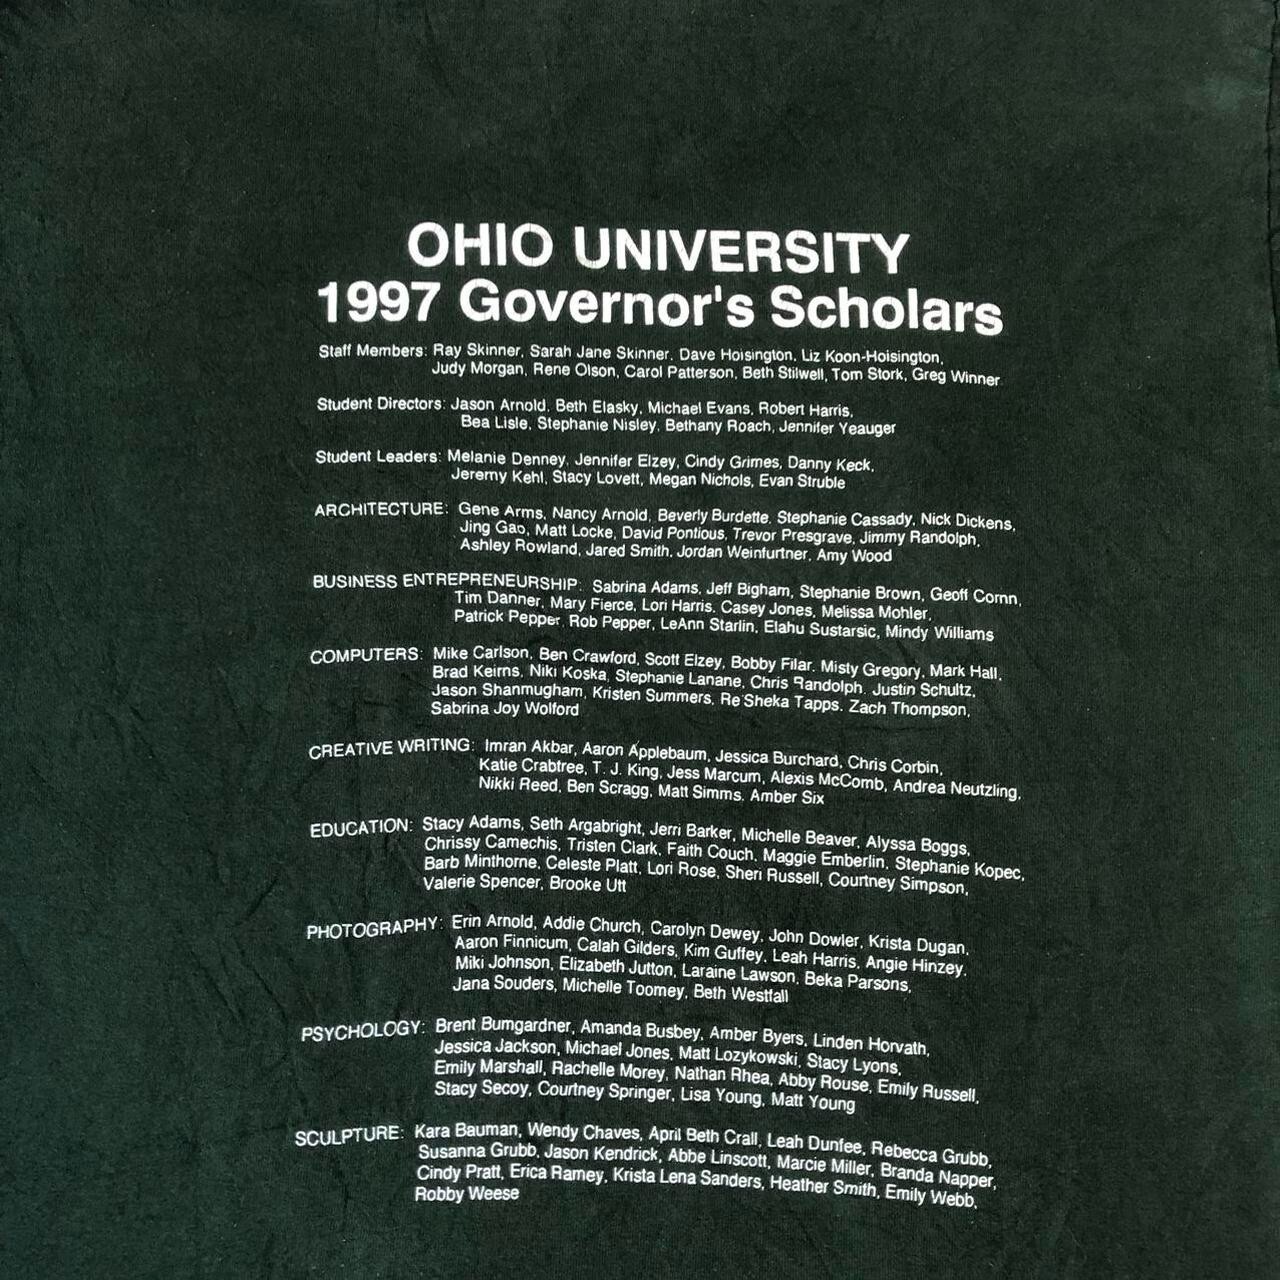 OHIO UNIVERSITY
1997 Governor's Scholars
Staff Members: Ray Skinner, Sarah Jane Skinner, Dave Hoisington, Liz Koon-Hoisington,
Judy Morgan, Rene Olson, Carol Patterson, Beth Stilwell, Tom Stork, Greg Winner
Student Directors: Jason Arnold, Beth Elasky, Michael Evans, Robert Harris,
Bea Lisle, Stephanie Nisley, Bethany Roach, Jennifer Yeauger
Student Leaders: Melanie Denney, Jennifer Elzey, Cindy Grimes, Danny Keck,
Jeremy Kehl, Stacy Lovett, Megan Nichols, Evan Struble
ARCHITECTURE: Gene Arms, Nancy Arnold, Beverly Burdette, Stephanie Cassady, Nick Dickens,
Jing Gao, Matt Locke, David Pontious, Trevor Presgrave, Jimmy Randolph,
Ashley Rowland, Jared Smith, Jordan Weinfurtner, Amy Wood
BUSINESS ENTREPRENEURSHIP: Sabrina Adams, Jeff Bigham, Stephanie Brown, Geoff Cornn,
Tim Danner, Mary Fierce, Lori Harris, Casey Jones, Melissa Mohler,
Patrick Pepper, Rob Pepper, LeAnn Starlin, Elahu Sustarsic, Mindy Williams
COMPUTERS: Mike Carlson, Ben Crawford, Scott Elzey, Bobby Filar, Misty Gregory, Mark Hall,
Brad Keirns, Niki Koska, Stephanie Lanane, Chris Randolph, Justin Schultz,
Jason Shanmugham, Kristen Summers, Re'Sheka Tapps, Zach Thompson,
Sabrina Joy Wolford
CREATIVE WRITING: Imran Akbar, Aaron Applebaum, Jessica Burchard, Chris Corbin,
Katie Crabtree, T. J. King, Jess Marcum, Alexis McComb, Andrea Neutzling,
Nikki Reed, Ben Scragg, Matt Simms, Amber Six
EDUCATION: Stacy Adams, Seth Argabright, Jerri Barker, Michelle Beaver, Alyssa Boggs,
Chrissy Camechis, Tristen Clark, Faith Couch, Maggie Emberlin, Stephanie Kopec,
Barb Minthorne, Celeste Platt, Lori Rose, Sheri Russell, Courtney Simpson,
Valerie Spencer, Brooke Utt
PHOTOGRAPHY: Erin Arnold, Addie Church, Carolyn Dewey, John Dowler, Krista Dugan,
Aaron Finnicum, Calah Gilders, Kim Guffey, Leah Harris, Angie Hinzey,
Miki Johnson, Elizabeth Jutton, Laraine Lawson, Beka Parsons,
Jana Souders, Michelle Toomey, Beth Westfall
PSYCHOLOGY: Brent Bumgardner, Amanda Busbey, Amber Byers, Linden Horvath,
Jessica Jackson, Michael Jones, Matt Lozykowski, Stacy Lyons,
Emily Marshall, Rachelle Morey, Nathan Rhea, Abby Rouse, Emily Russell,
Stacy Secoy, Courtney Springer, Lisa Young, Matt Young
SCULPTURE: Kara Bauman, Wendy Chaves, April Beth Crall, Leah Dunfee, Rebecca Grubb,
Susanna Grubb, Jason Kendrick, Abbe Linscott, Marcie Miller, Branda Napper,
Cindy Pratt, Erica Ramey, Krista Lena Sanders, Heather Smith, Emily Webb,
Robby Weese